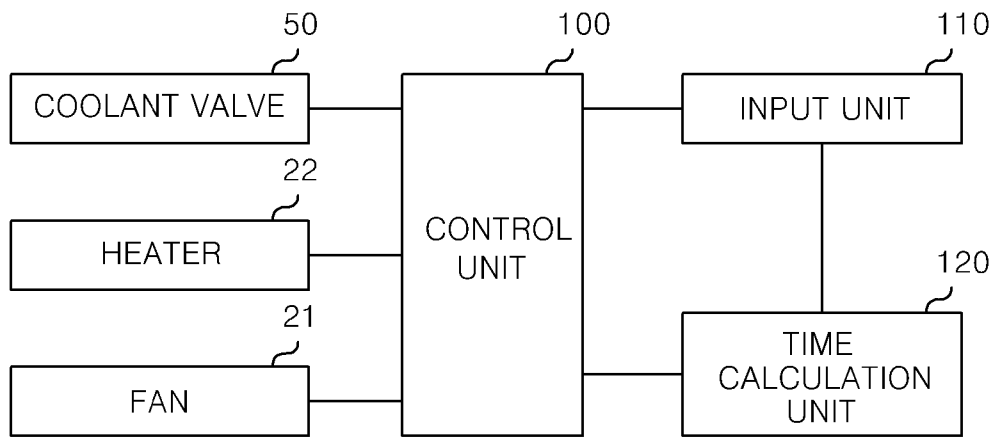 50
COOLANT VALVE
22
HEATER
21
FAN
100
CONTROL
UNIT
110
INPUT UNIT
120
TIME
CALCULATION
UNIT